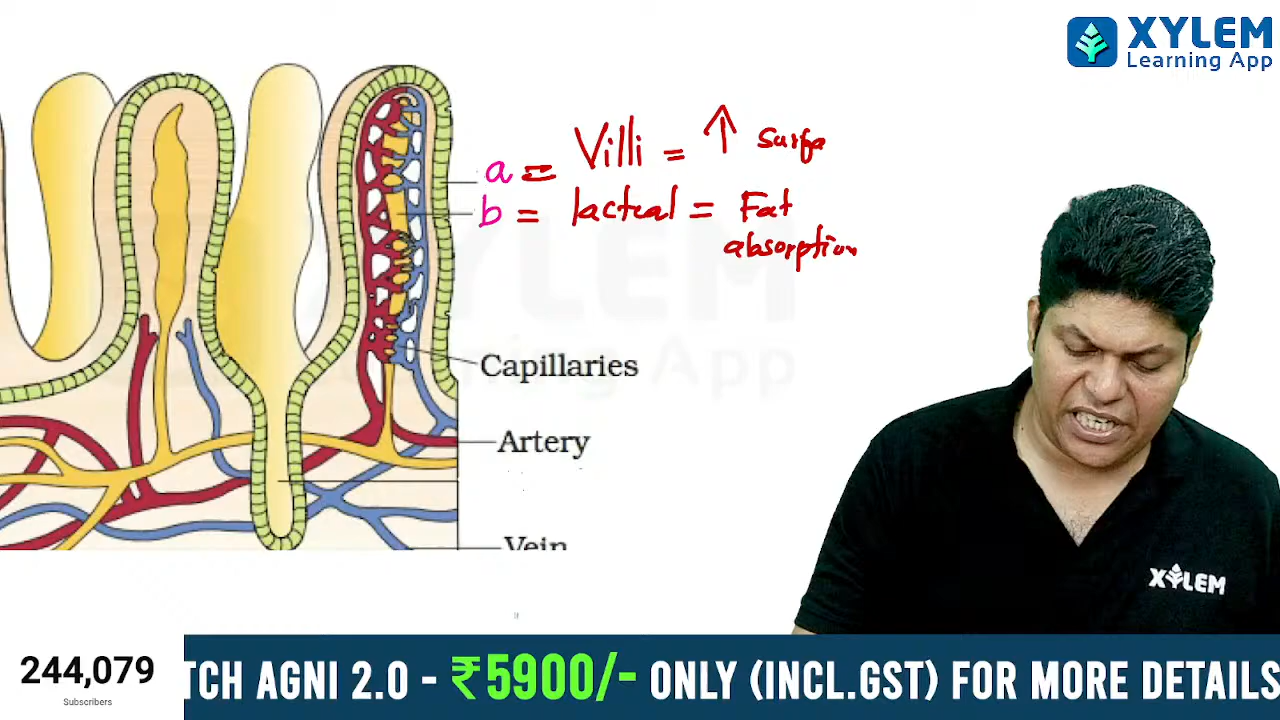 XYLEM
Learning App
a = Villi = ↑ surfa
b = lacteal = Fat
absorption
Capillaries
Artery
Vein
XYLEM
244,079
Subscribers
TCH AGNI 2.0 - ₹5900/- ONLY (INCL.GST) FOR MORE DETAILS